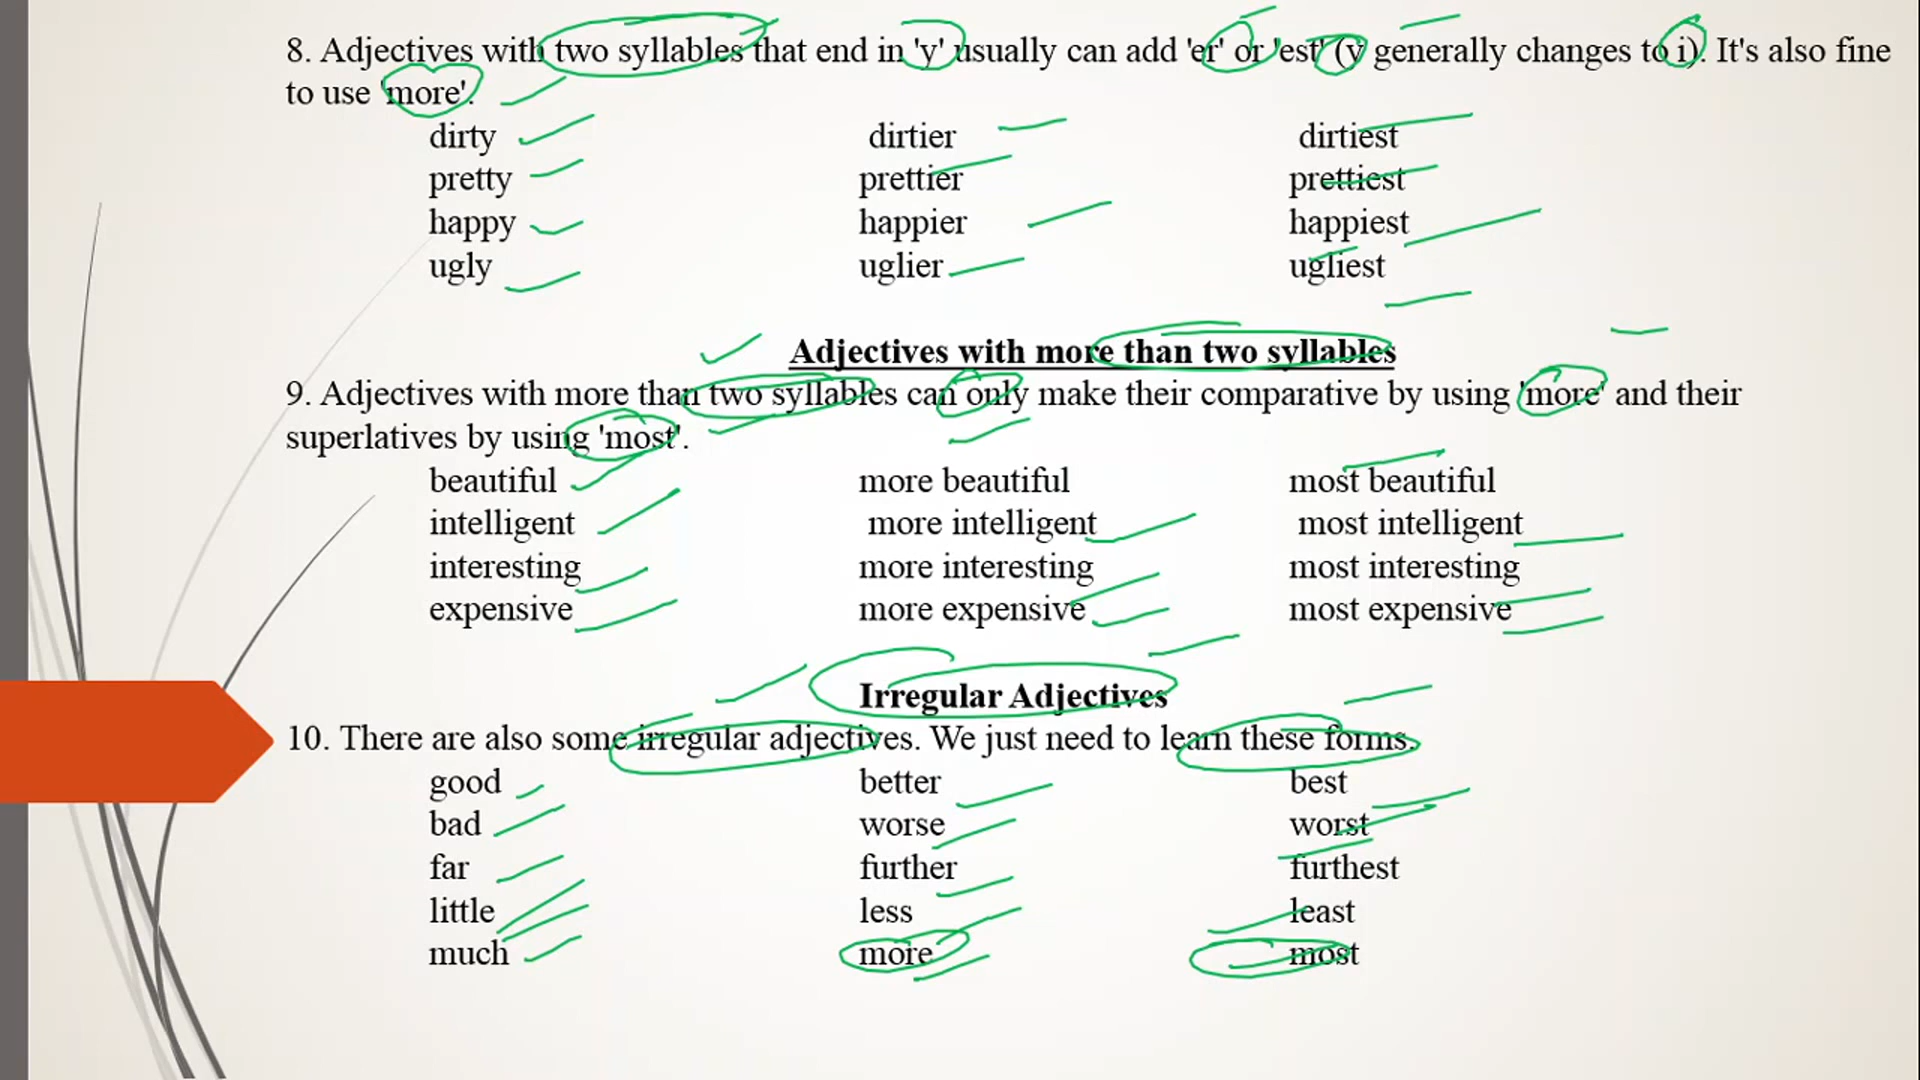 8. Adjectives with two syllables that end in 'y' usually can add 'er' or 'est' (y generally changes to i). It's also fine
to use 'more'.
dirty dirtier dirtiest
pretty prettier prettiest
happy happier happiest
ugly uglier ugliest
Adjectives with more than two syllables
9. Adjectives with more than two syllables can only make their comparative by using 'more' and their
superlatives by using 'most'.
beautiful more beautiful most beautiful
intelligent more intelligent most intelligent
interesting more interesting most interesting
expensive more expensive most expensive
Irregular Adjectives
10. There are also some irregular adjectives. We just need to learn these forms.
good better best
bad worse worst
far further furthest
little less least
much more most